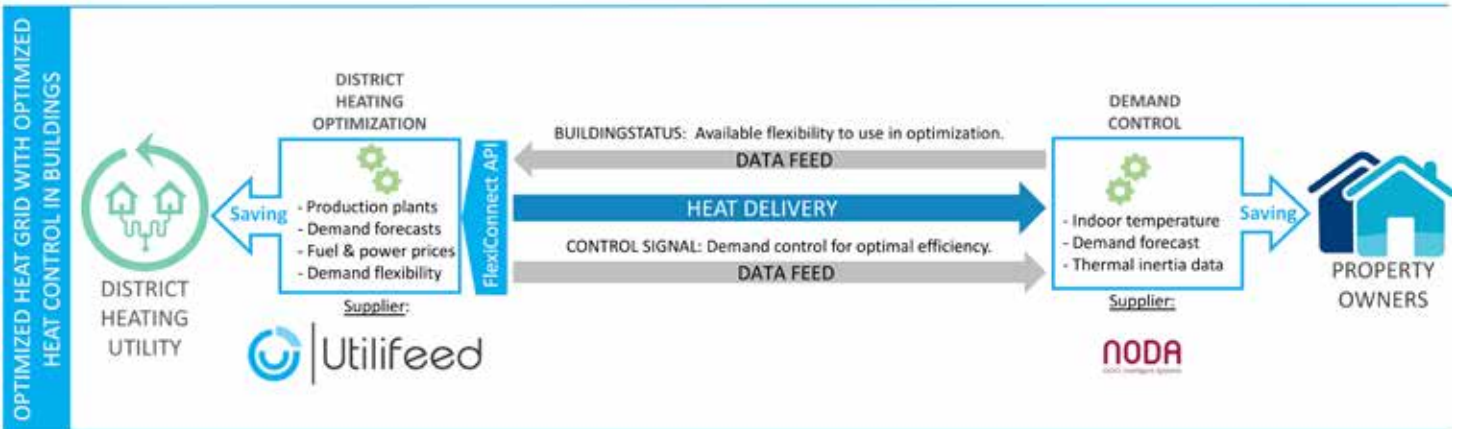 OPTIMIZED HEAT GRID WITH OPTIMIZED
HEAT CONTROL IN BUILDINGS
DISTRICT
HEATING
UTILITY
Saving
DISTRICT
HEATING
OPTIMIZATION
- Production plants
- Demand forecasts
- Fuel & power prices
- Demand flexibility
Supplier:
Utilifeed
FlexiConnect API
BUILDINGSTATUS: Available flexibility to use in optimization.
DATA FEED
HEAT DELIVERY
CONTROL SIGNAL: Demand control for optimal efficiency.
DATA FEED
DEMAND
CONTROL
- Indoor temperature
- Demand forecast
- Thermal inertia data
Supplier:
NODA
Saving
PROPERTY
OWNERS